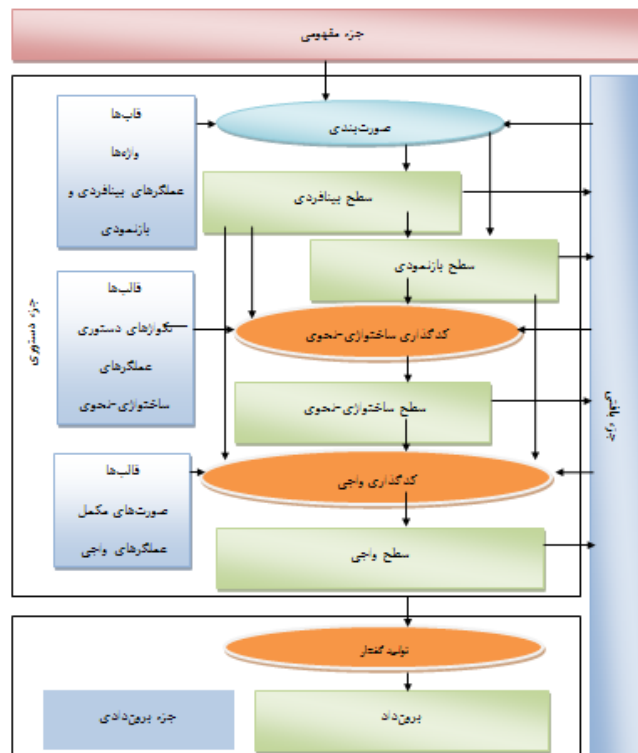 جزء مفهومی
صورت‌بندی
قاب‌ها
واژه‌ها
عملگرهای بینافردی و
بازنمودی
سطح بینافردی
سطح بازنمودی
قالب‌ها
تکواژهای دستوری
عملگرهای
ساختواژی-نحوی
کدگذاری ساختواژی-نحوی
جزء دستوری
جزء بافتی
سطح ساختواژی-نحوی
قالب‌ها
صورت‌های مکمل
عملگرهای واجی
کدگذاری واجی
سطح واجی
تولید گفتار
جزء برون‌دادی
برون‌داد